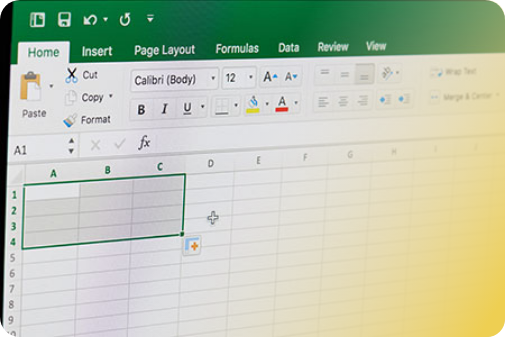 Home Insert Page Layout Formulas Data Review View
Cut
Calibri (Body) 12 A A
Wrap Text
Copy
Paste
B I U A
Merge & Center
Format
A1 fx
A B C D E F G H
1
2
3
4
5
6
7
8
9
10